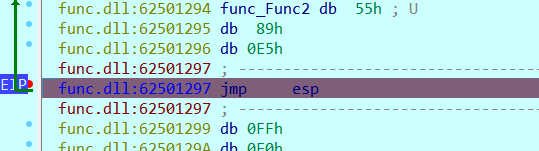 func.dll:62501294 func_Func2 db 55h ; U
func.dll:62501295 db 89h
func.dll:62501296 db 0E5h
func.dll:62501297 ; ---------------------------------
EIP func.dll:62501297 jmp esp
func.dll:62501297 ; ---------------------------------
func.dll:62501299 db 0FFh
func.dll:6250129A db 0E0h